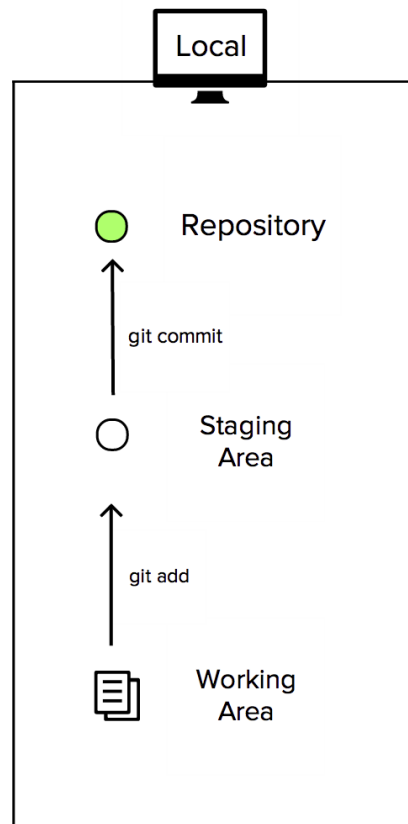 Local
Repository
git commit
Staging
Area
git add
Working
Area